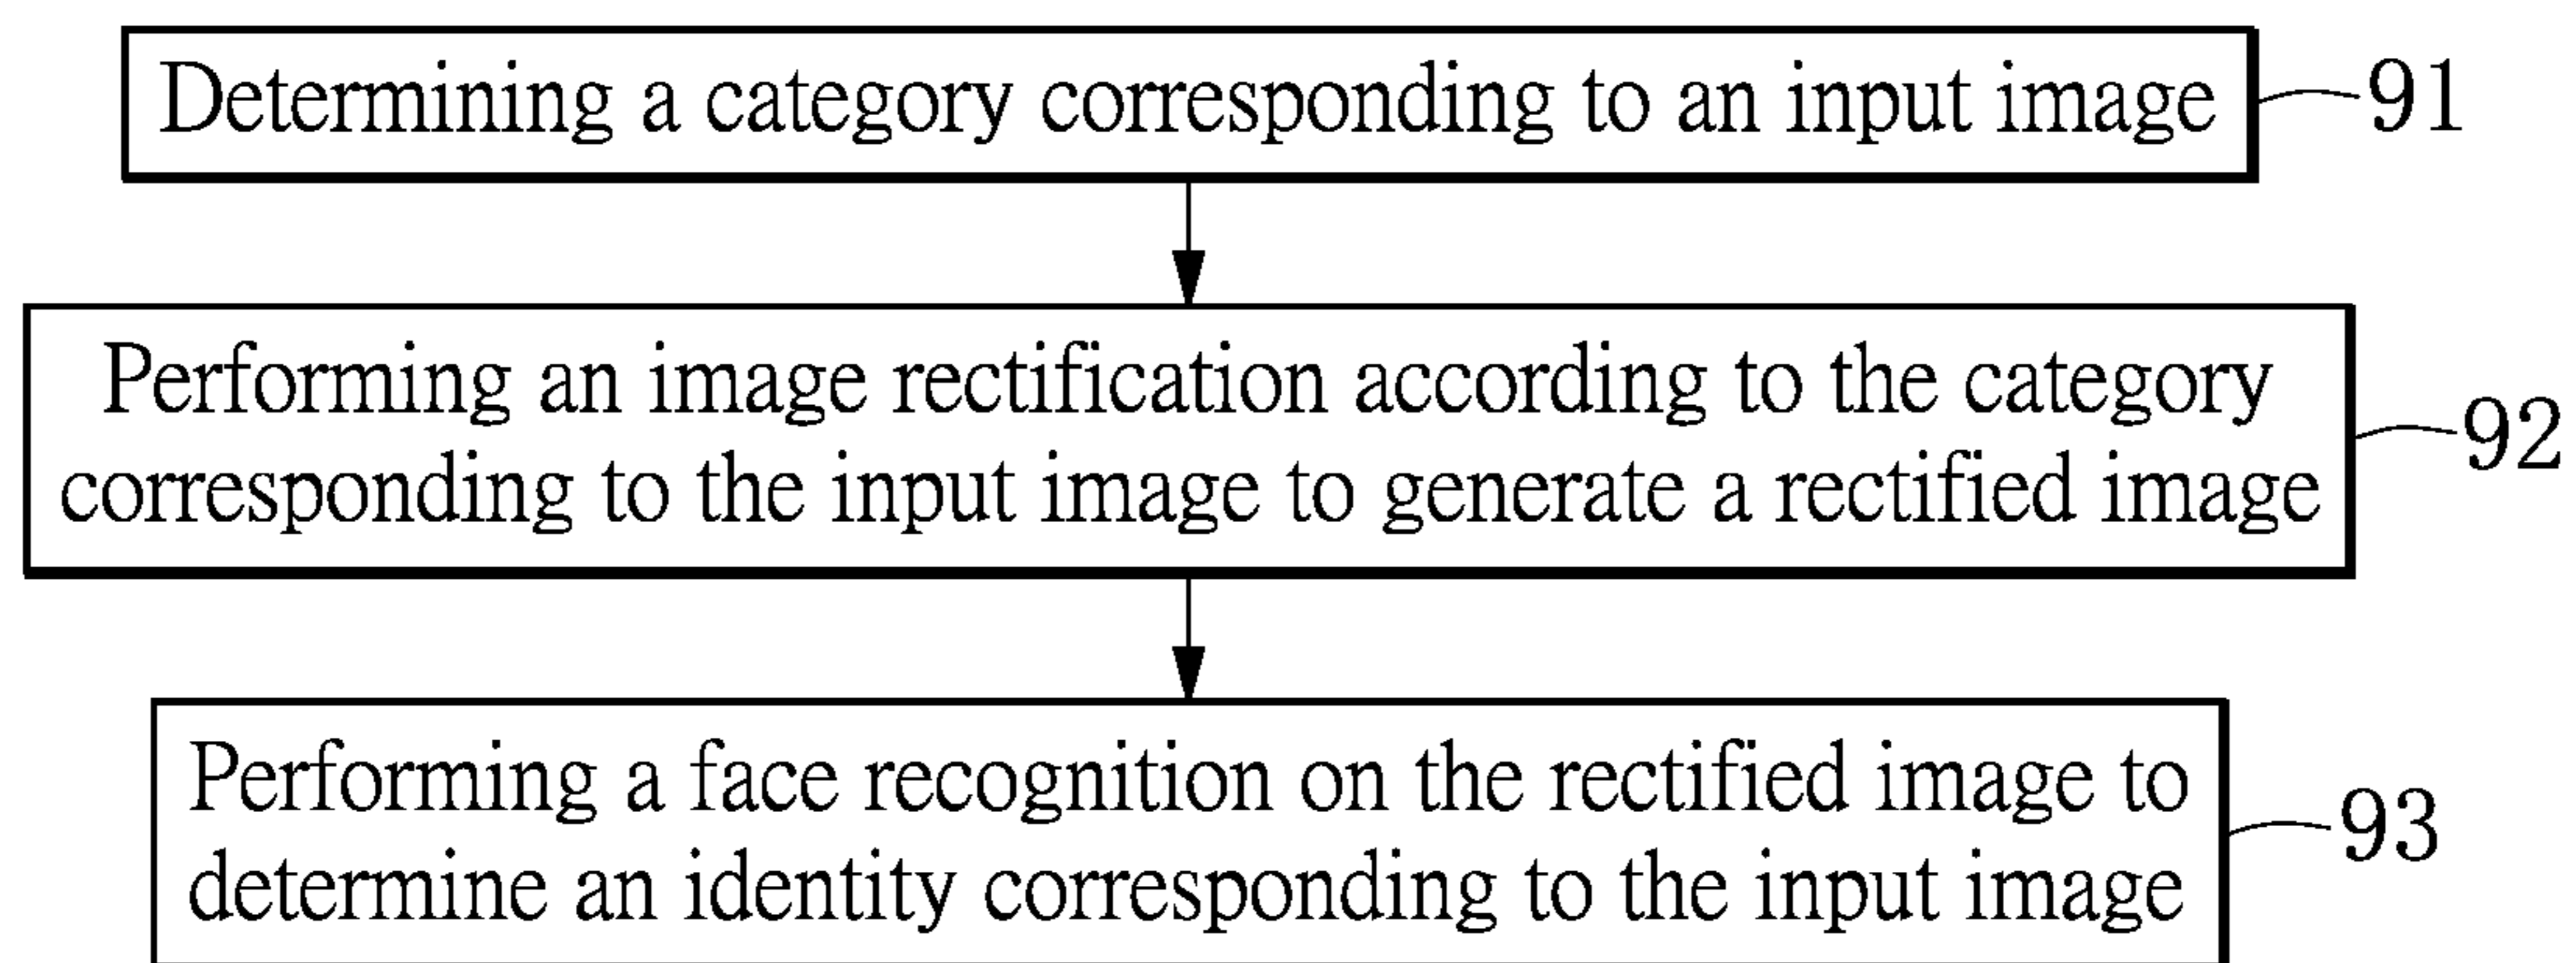 Determining a category corresponding to an input image
91
Performing an image rectification according to the category
corresponding to the input image to generate a rectified image
92
Performing a face recognition on the rectified image to
determine an identity corresponding to the input image
93